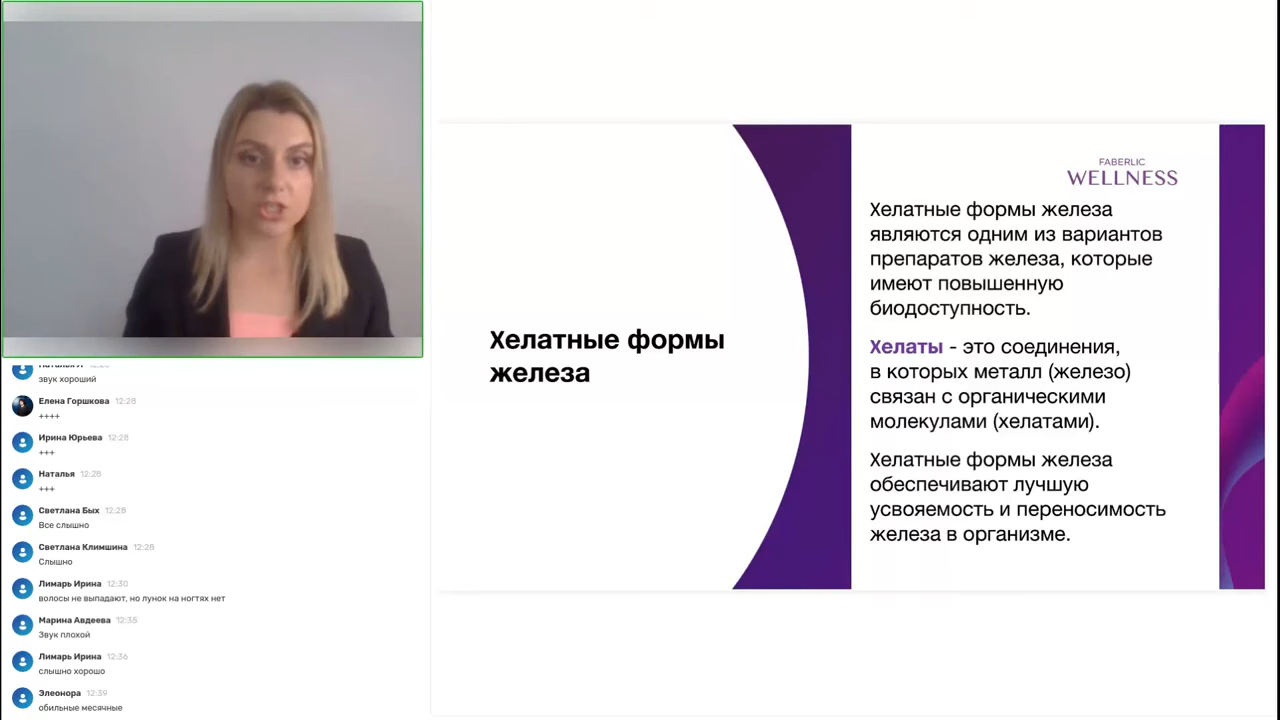 звук хороший
Елена Горшкова 12:28
++++
Ирина Юрьева 12:28
+++
Наталья 12:28
+++
Светлана Бых 12:28
Все слышно
Светлана Климшина 12:28
Слышно
Лимарь Ирина 12:30
волосы не выпадают, но лунок на ногтях нет
Марина Авдеева 12:35
Звук плохой
Лимарь Ирина 12:36
слышно хорошо
Элеонора 12:39
обильные месячные
Хелатные формы
железа
FABERLIC
WELLNESS
Хелатные формы железа
являются одним из вариантов
препаратов железа, которые
имеют повышенную
биодоступность.
Хелаты - это соединения,
в которых металл (железо)
связан с органическими
молекулами (хелатами).
Хелатные формы железа
обеспечивают лучшую
усвояемость и переносимость
железа в организме.